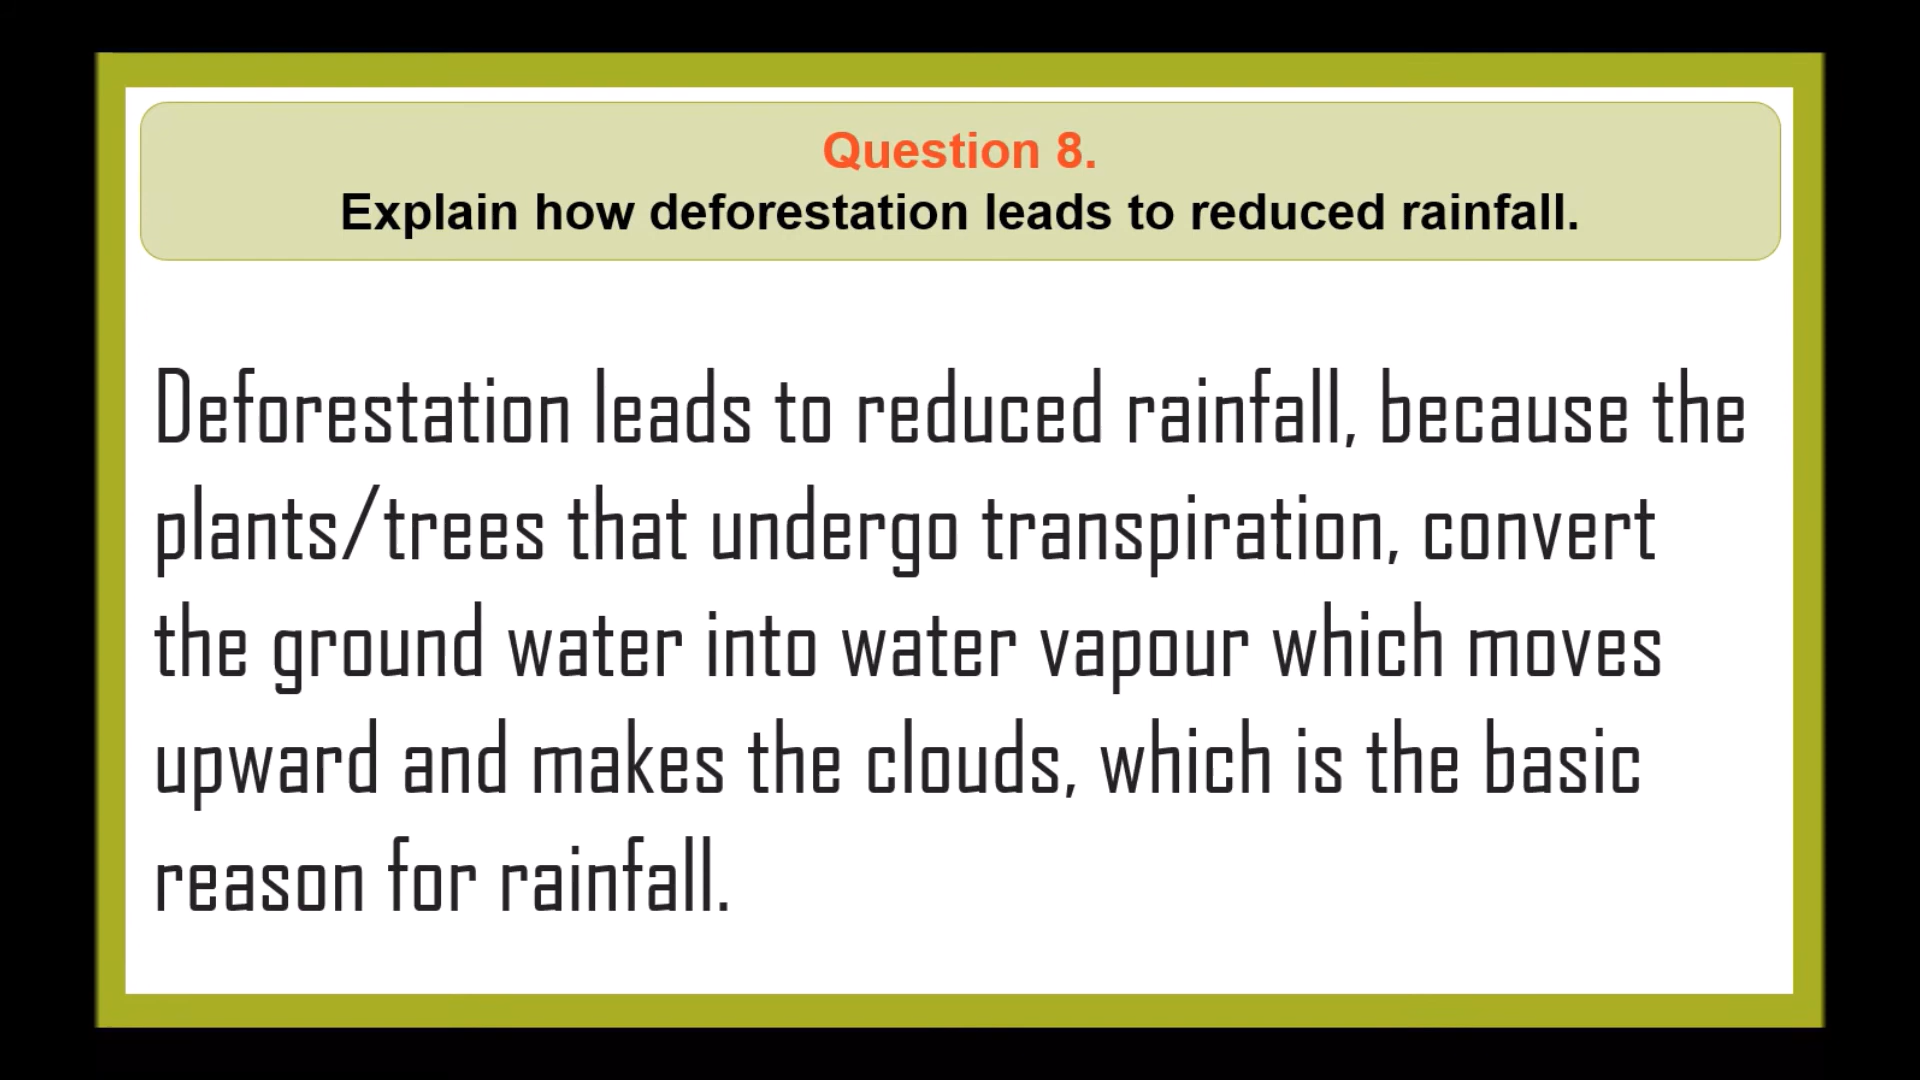 Question 8.
Explain how deforestation leads to reduced rainfall.
Deforestation leads to reduced rainfall, because the
plants/trees that undergo transpiration, convert
the ground water into water vapour which moves
upward and makes the clouds, which is the basic
reason for rainfall.